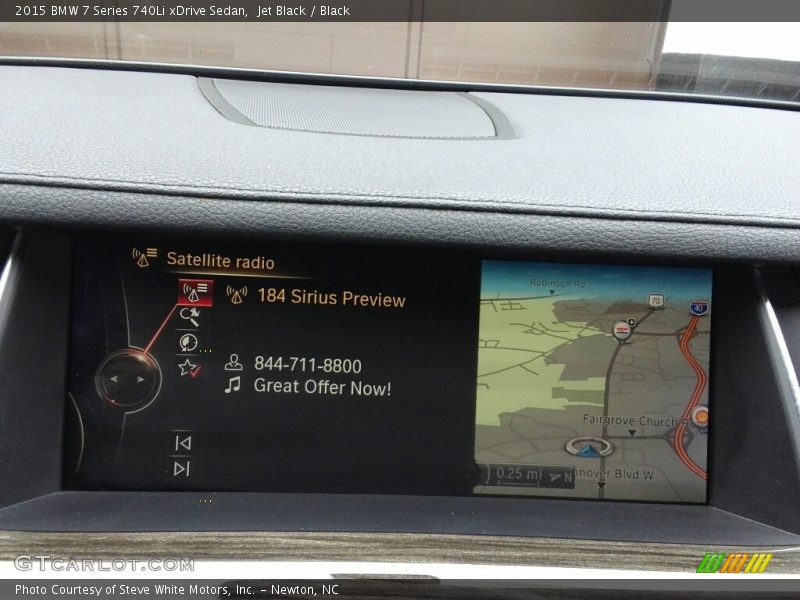 2015 BMW 7 Series 740Li xDrive Sedan,  Jet Black / Black
Satellite radio
184 Sirius Preview
844-711-8800
Great Offer Now!
Robinson Rd
70
Fairgrove Church R
0.25 mi
N
onover Blvd W
GTCARLOT.COM
Photo Courtesy of Steve White Motors, Inc. – Newton, NC